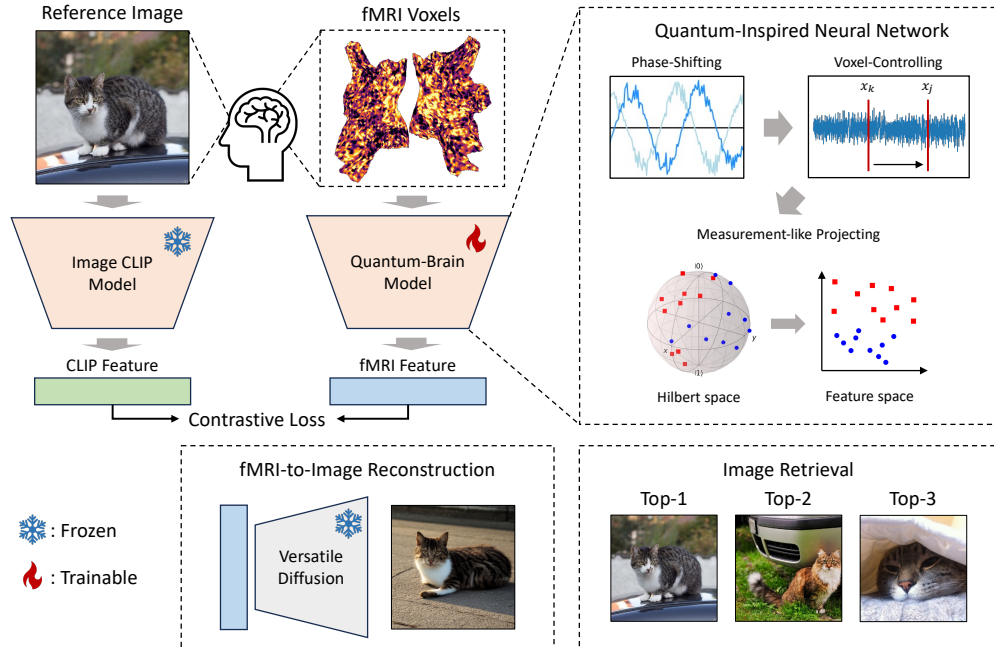 Reference Image
fMRI Voxels
Image CLIP
Model
Quantum-Brain
Model
CLIP Feature
fMRI Feature
Contrastive Loss
Quantum-Inspired Neural Network
Phase-Shifting
Voxel-Controlling
x_k
x_j
Measurement-like Projecting
|0⟩
x
y
|1⟩
Hilbert space
Feature space
: Frozen
: Trainable
fMRI-to-Image Reconstruction
Versatile
Diffusion
Image Retrieval
Top-1
Top-2
Top-3